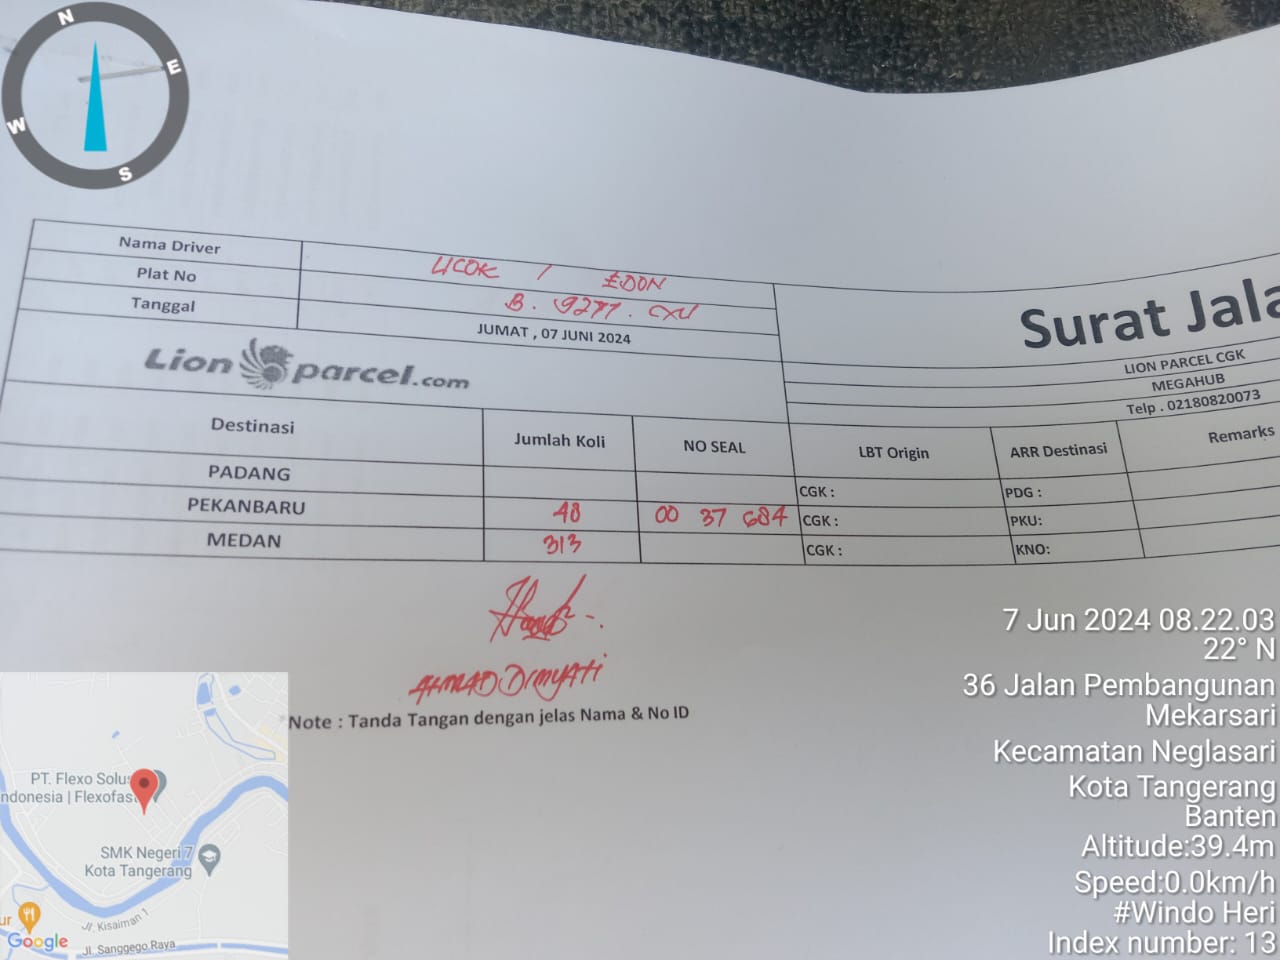 N
E
W
S
Nama Driver
UCOK / EDON
Plat No
B. 9277. CXU
Tanggal
JUMAT , 07 JUNI 2024
Lion parcel.com
Surat Jala
LION PARCEL CGK
MEGAHUB
Telp . 02180820073
Destinasi Jumlah Koli NO SEAL LBT Origin ARR Destinasi Remarks
PADANG CGK : PDG :
PEKANBARU 48 00 37 684 CGK : PKU:
MEDAN 313 CGK : KNO:
AHMAD DIMYATI
*Note : Tanda Tangan dengan jelas Nama & No ID
7 Jun 2024 08.22.03
22° N
36 Jalan Pembangunan
Mekarsari
Kecamatan Neglasari
Kota Tangerang
Banten
Altitude:39.4m
Speed:0.0km/h
#Windo Heri
Index number: 13
PT. Flexo Solus
ndonesia | Flexofast
SMK Negeri 7
Kota Tangerang
ur
Jl. Kisaiman 1
Google
Jl. Sanggego Raya